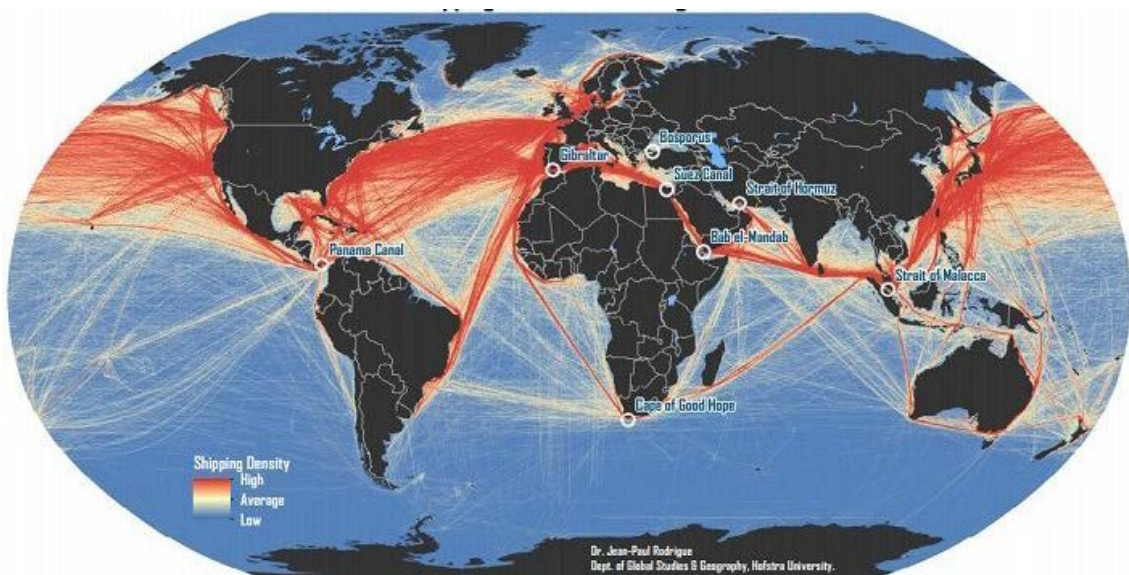 Bosporus
Gibraltar
Suez Canal
Strait of Hormuz
Bab el-Mandab
Panama Canal
Strait of Malacca
Cape of Good Hope
Shipping Density
High
Average
Low
Dr. Jean-Paul Rodrigue
Dept. of Global Studies & Geography, Hofstra University.